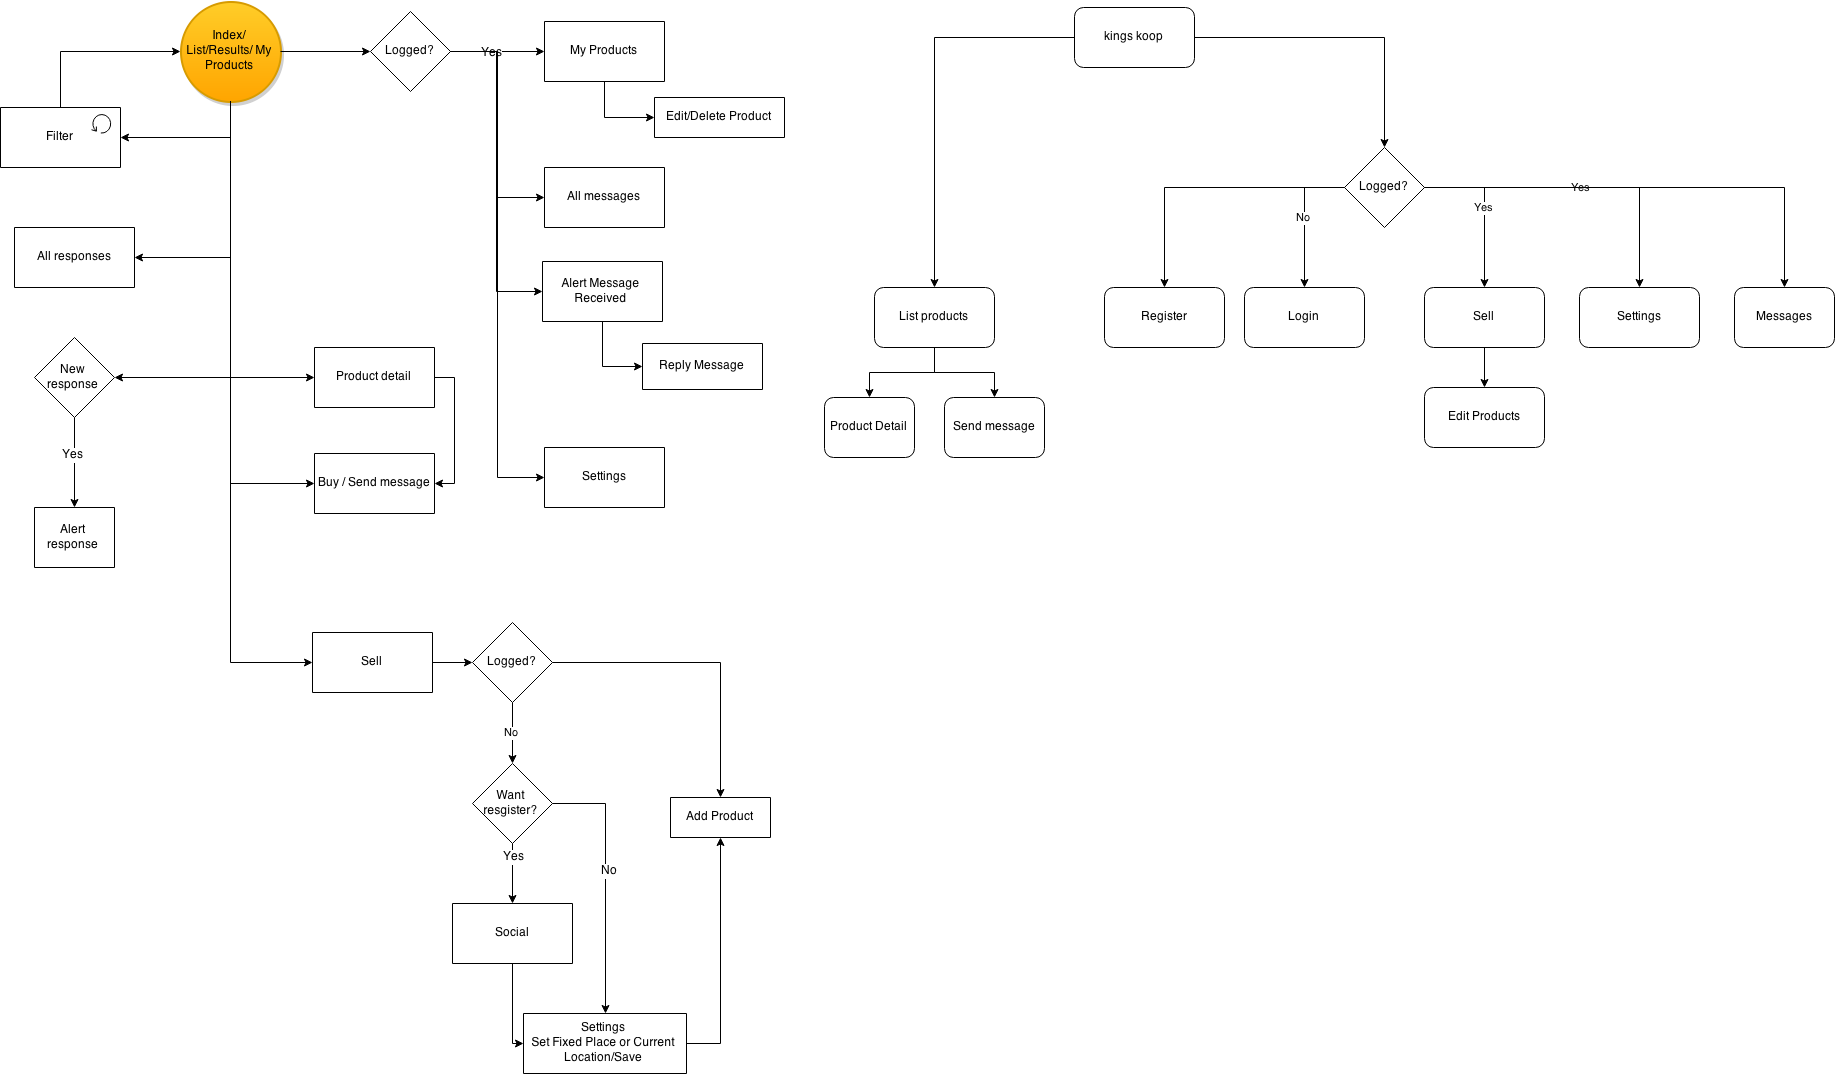 Index/
List/Results/ My
Products
Logged?
Yes
My Products
Edit/Delete Product
Filter
All messages
All responses
Alert Message
Received
Reply Message
New
response
Product detail
Yes
Buy / Send message
Settings
Alert
response
Sell
Logged?
No
Want
resgister?
Add Product
Yes
No
Social
Settings
Set Fixed Place or Current
Location/Save
kings koop
Logged?
Yes
No
Yes
List products
Register
Login
Sell
Settings
Messages
Product Detail
Send message
Edit Products